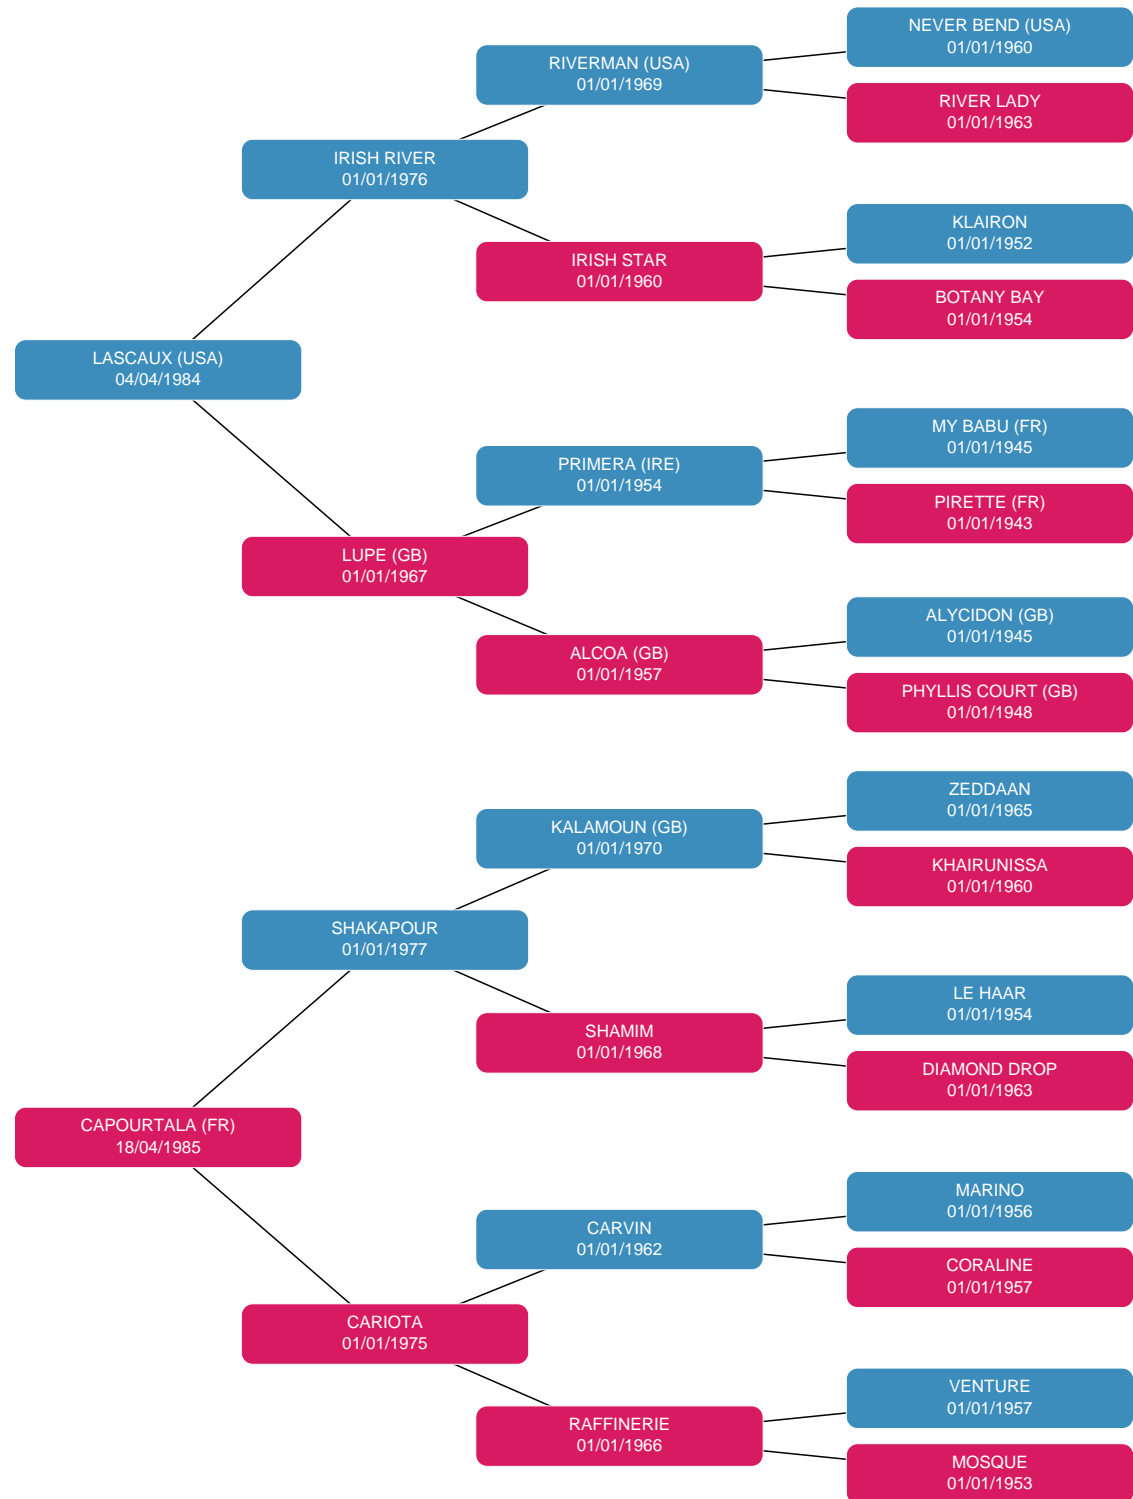 NEVER BEND (USA)
01/01/1960
RIVERMAN (USA)
01/01/1969
RIVER LADY
01/01/1963
IRISH RIVER
01/01/1976
KLAIRON
01/01/1952
IRISH STAR
01/01/1960
BOTANY BAY
01/01/1954
LASCAUX (USA)
04/04/1984
MY BABU (FR)
01/01/1945
PRIMERA (IRE)
01/01/1954
PIRETTE (FR)
01/01/1943
LUPE (GB)
01/01/1967
ALYCIDON (GB)
01/01/1945
ALCOA (GB)
01/01/1957
PHYLLIS COURT (GB)
01/01/1948
ZEDDAAN
01/01/1965
KALAMOUN (GB)
01/01/1970
KHAIRUNISSA
01/01/1960
SHAKAPOUR
01/01/1977
LE HAAR
01/01/1954
SHAMIM
01/01/1968
DIAMOND DROP
01/01/1963
CAPOURTALA (FR)
18/04/1985
MARINO
01/01/1956
CARVIN
01/01/1962
CORALINE
01/01/1957
CARIOTA
01/01/1975
VENTURE
01/01/1957
RAFFINERIE
01/01/1966
MOSQUE
01/01/1953